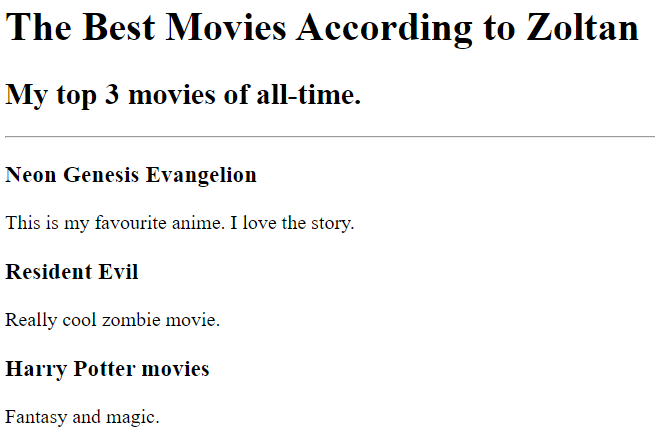 The Best Movies According to Zoltan
My top 3 movies of all-time.
Neon Genesis Evangelion
This is my favourite anime. I love the story.
Resident Evil
Really cool zombie movie.
Harry Potter movies
Fantasy and magic.